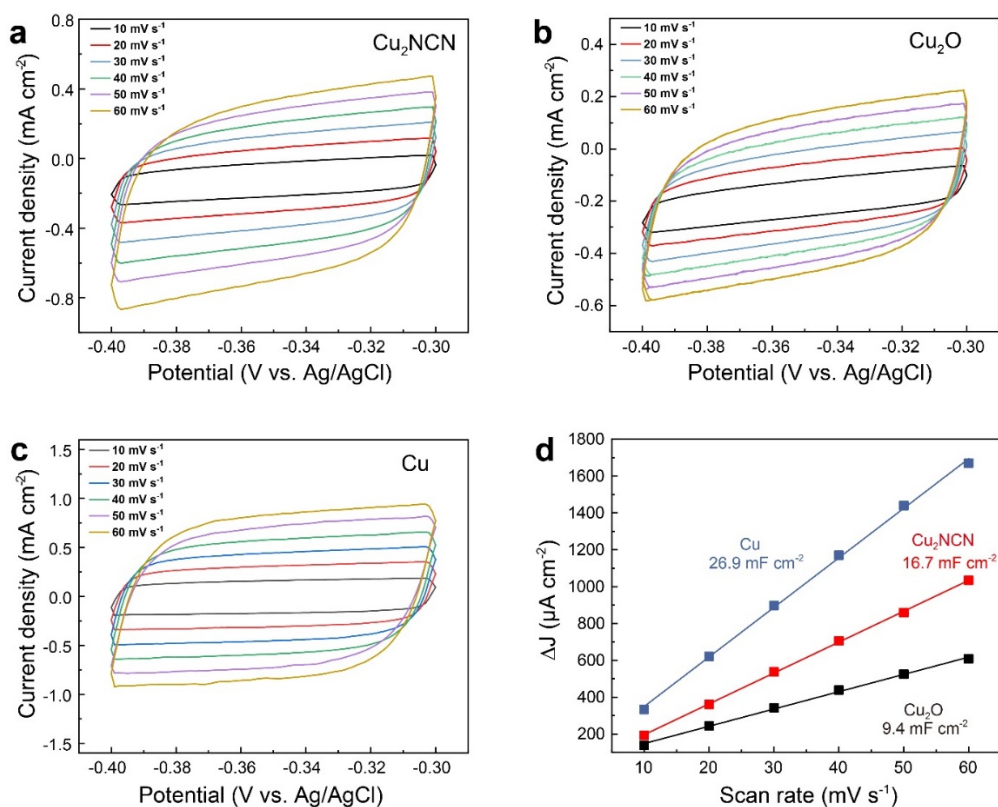 a
Cu₂NCN
10 mV s⁻¹
20 mV s⁻¹
30 mV s⁻¹
40 mV s⁻¹
50 mV s⁻¹
60 mV s⁻¹
0.8
0.4
0.0
-0.4
-0.8
Current density (mA cm⁻²)
-0.40 -0.38 -0.36 -0.34 -0.32 -0.30
Potential (V vs. Ag/AgCl)
b
Cu₂O
10 mV s⁻¹
20 mV s⁻¹
30 mV s⁻¹
40 mV s⁻¹
50 mV s⁻¹
60 mV s⁻¹
0.4
0.2
0.0
-0.2
-0.4
-0.6
Current density (mA cm⁻²)
-0.40 -0.38 -0.36 -0.34 -0.32 -0.30
Potential (V vs. Ag/AgCl)
c
Cu
10 mV s⁻¹
20 mV s⁻¹
30 mV s⁻¹
40 mV s⁻¹
50 mV s⁻¹
60 mV s⁻¹
1.5
1.0
0.5
0.0
-0.5
-1.0
-1.5
Current density (mA cm⁻²)
-0.40 -0.38 -0.36 -0.34 -0.32 -0.30
Potential (V vs. Ag/AgCl)
d
1800
1600
1400
1200
1000
800
600
400
200
ΔJ (μA cm⁻²)
Cu
26.9 mF cm⁻²
Cu₂NCN
16.7 mF cm⁻²
Cu₂O
9.4 mF cm⁻²
10 20 30 40 50 60
Scan rate (mV s⁻¹)